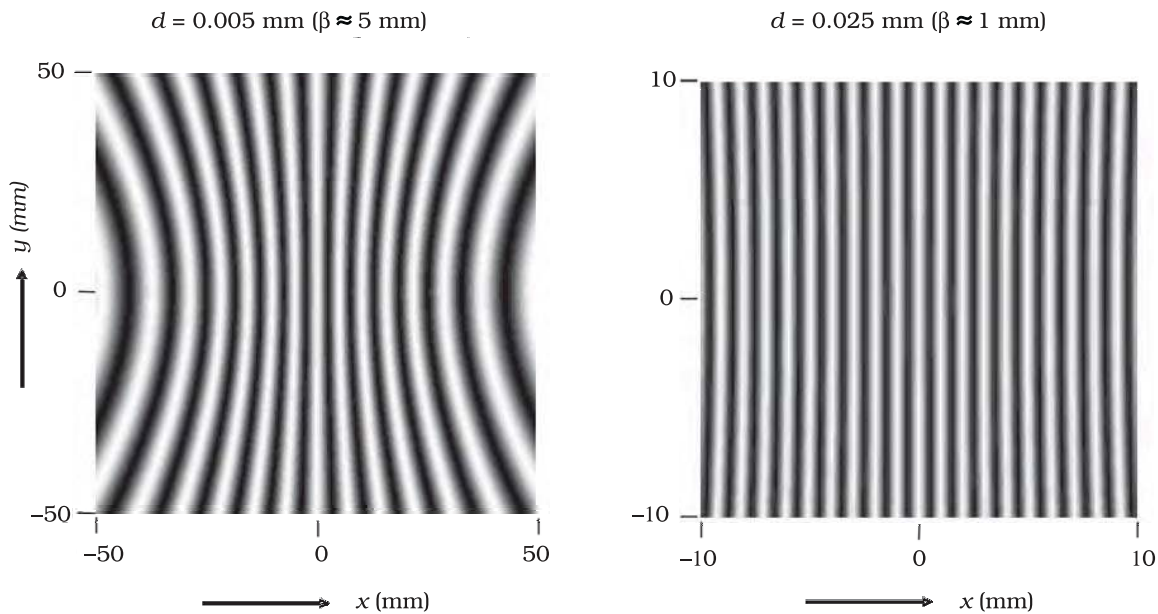 d = 0.005 mm (β ≈ 5 mm)
50
0
–50
y (mm)
–50 0 50
x (mm)
d = 0.025 mm (β ≈ 1 mm)
10
0
–10
–10 0 10
x (mm)